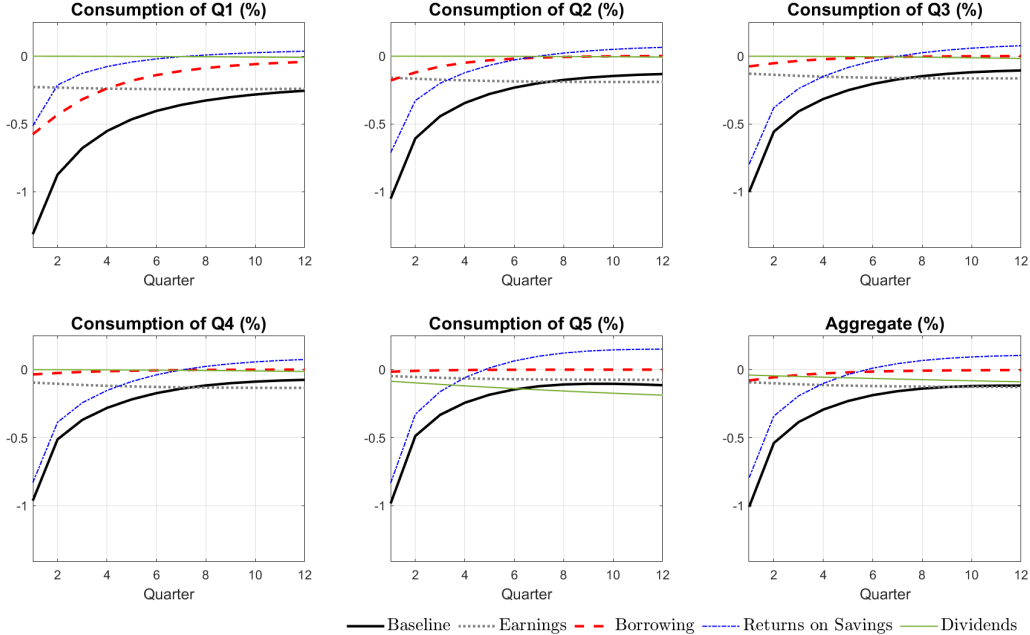 Consumption of Q1 (%)
Consumption of Q2 (%)
Consumption of Q3 (%)
0
-0.5
-1
2 4 6 8 10 12
Quarter
0
-0.5
-1
2 4 6 8 10 12
Quarter
0
-0.5
-1
2 4 6 8 10 12
Quarter
Consumption of Q4 (%)
Consumption of Q5 (%)
Aggregate (%)
0
-0.5
-1
2 4 6 8 10 12
Quarter
0
-0.5
-1
2 4 6 8 10 12
Quarter
0
-0.5
-1
2 4 6 8 10 12
Quarter
Baseline Earnings Borrowing Returns on Savings Dividends